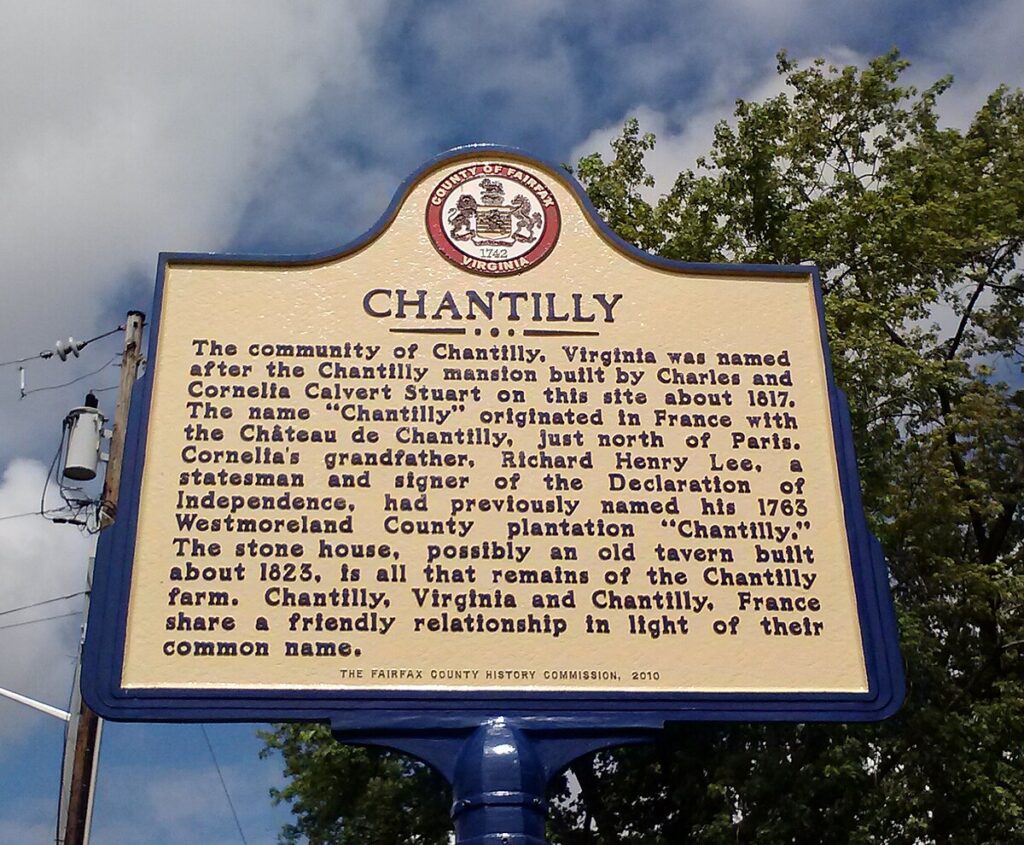 COUNTY OF FAIRFAX
1742
VIRGINIA
CHANTILLY
The community of Chantilly, Virginia was named
after the Chantilly mansion built by Charles and
Cornelia Calvert Stuart on this site about 1817.
The name "Chantilly" originated in France with
the Château de Chantilly, just north of Paris.
Cornelia's grandfather, Richard Henry Lee, a
statesman and signer of the Declaration of
Independence, had previously named his 1763
Westmoreland County plantation "Chantilly."
The stone house, possibly an old tavern built
about 1823, is all that remains of the Chantilly
farm. Chantilly, Virginia and Chantilly, France
share a friendly relationship in light of their
common name.
THE FAIRFAX COUNTY HISTORY COMMISSION, 2010